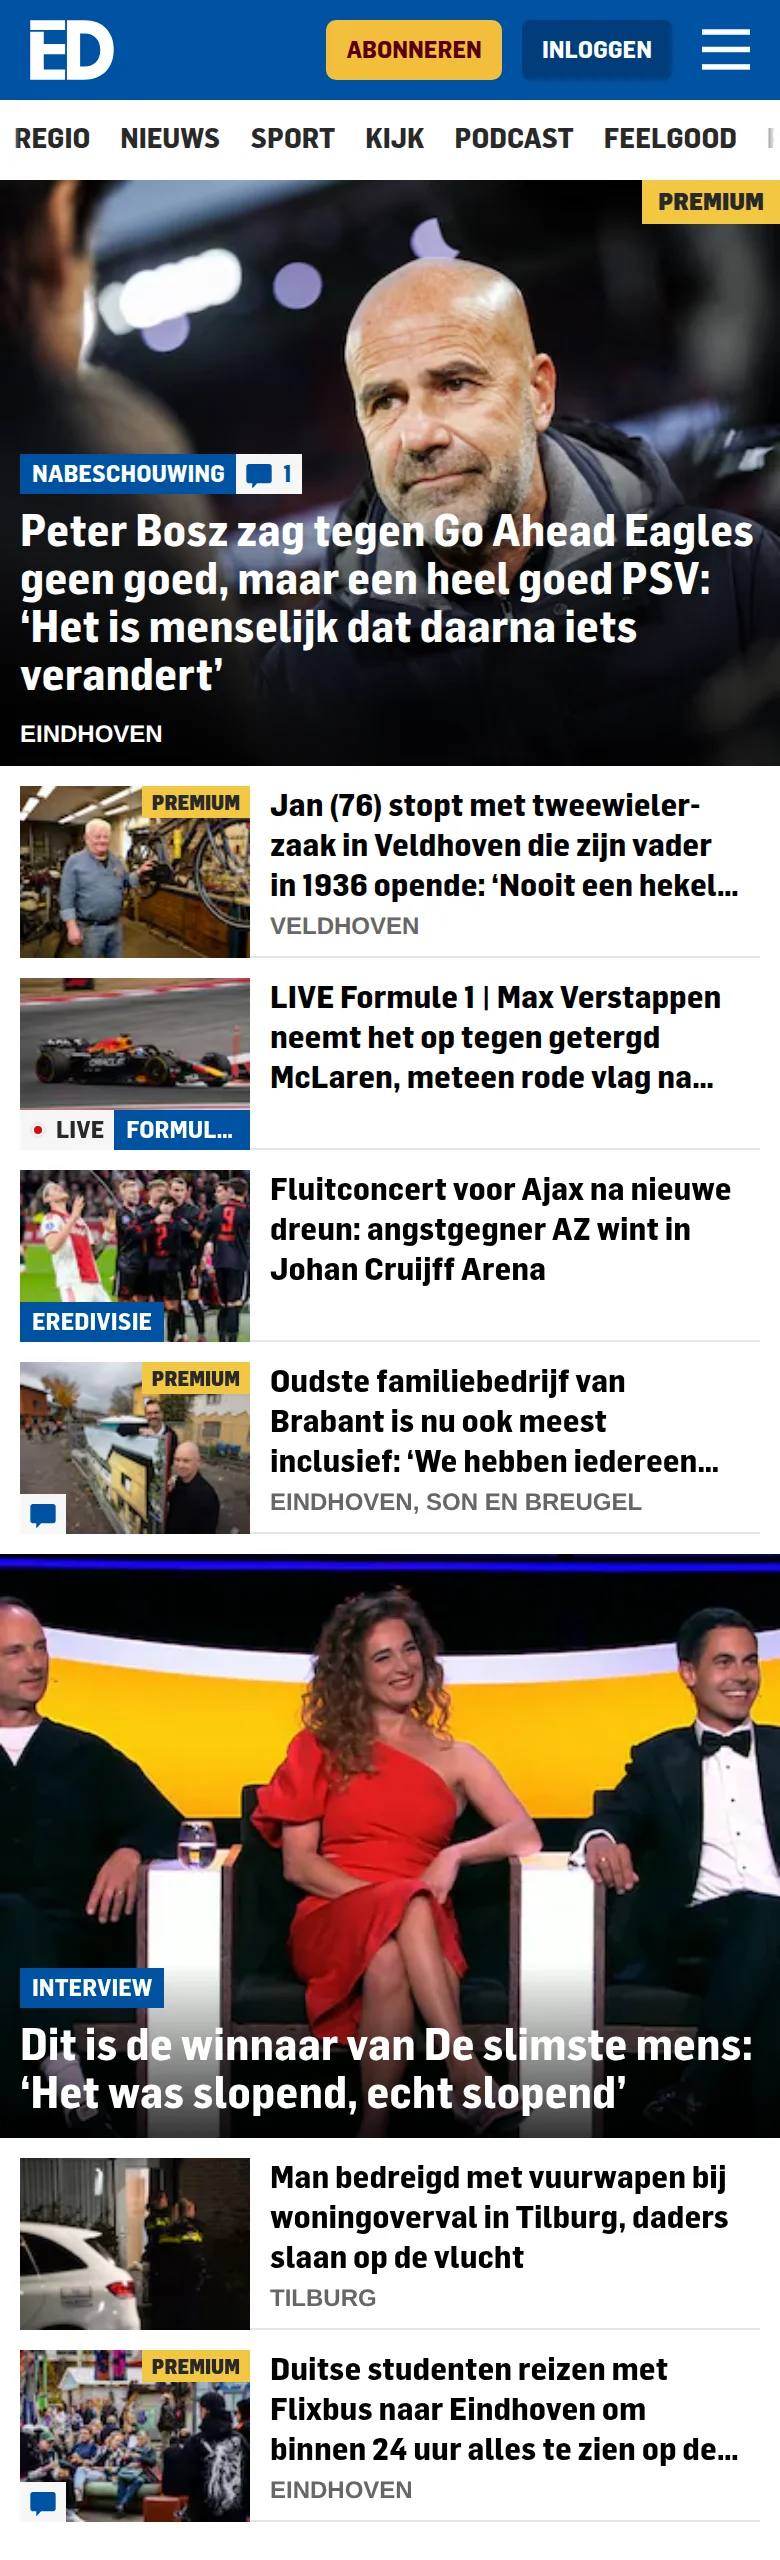 ED
ABONNEREN
INLOGGEN
REGIO NIEUWS SPORT KIJK PODCAST FEELGOOD
PREMIUM
NABESCHOUWING 1
Peter Bosz zag tegen Go Ahead Eagles
geen goed, maar een heel goed PSV:
‘Het is menselijk dat daarna iets
verandert’
EINDHOVEN
PREMIUM
Jan (76) stopt met tweewieler-
zaak in Veldhoven die zijn vader
in 1936 opende: ‘Nooit een hekel...
VELDHOVEN
LIVE Formule 1 | Max Verstappen
neemt het op tegen getergd
McLaren, meteen rode vlag na...
LIVE FORMUL...
Fluitconcert voor Ajax na nieuwe
dreun: angstgegner AZ wint in
Johan Cruijff Arena
EREDIVISIE
PREMIUM
Oudste familiebedrijf van
Brabant is nu ook meest
inclusief: ‘We hebben iedereen...
EINDHOVEN, SON EN BREUGEL
INTERVIEW
Dit is de winnaar van De slimste mens:
‘Het was slopend, echt slopend’
Man bedreigd met vuurwapen bij
woningoverval in Tilburg, daders
slaan op de vlucht
TILBURG
PREMIUM
Duitse studenten reizen met
Flixbus naar Eindhoven om
binnen 24 uur alles te zien op de...
EINDHOVEN